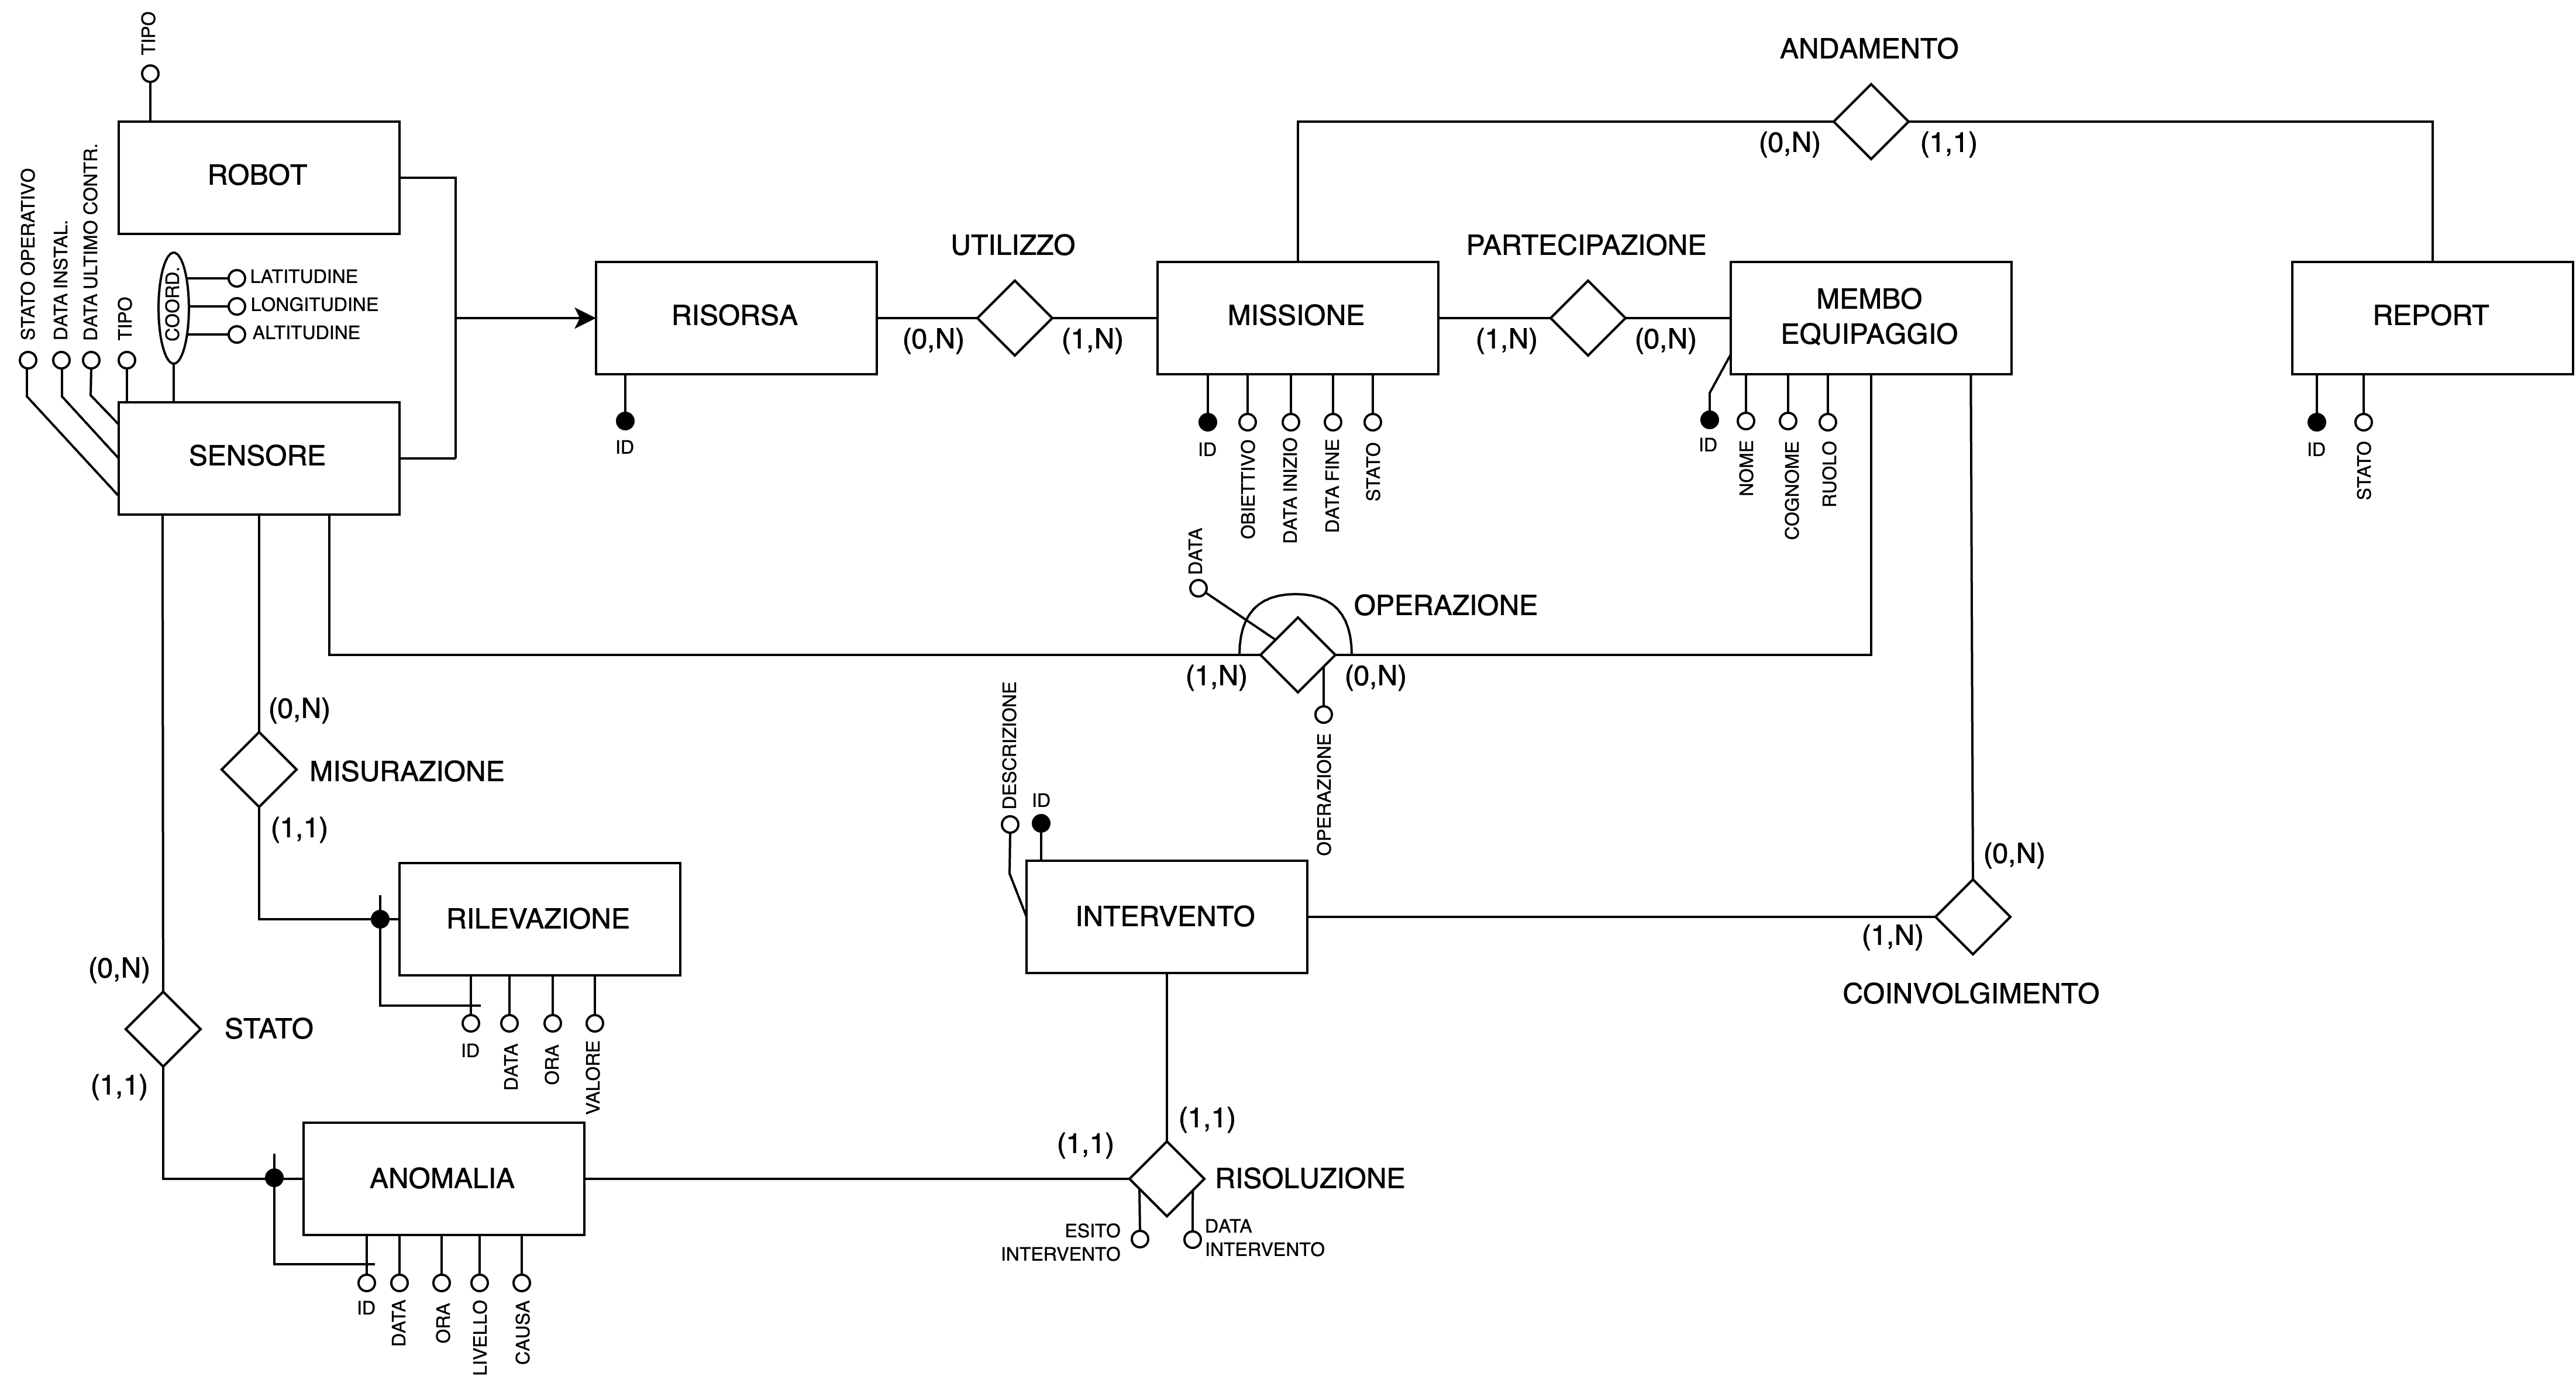 TIPO
ANDAMENTO
(0,N)
(1,1)
ROBOT
STATO OPERATIVO
DATA INSTAL.
DATA ULTIMO CONTR.
TIPO
COORD.
LATITUDINE
LONGITUDINE
ALTITUDINE
UTILIZZO
PARTECIPAZIONE
RISORSA
(0,N)
(1,N)
MISSIONE
(1,N)
(0,N)
MEMBO
EQUIPAGGIO
REPORT
ID
ID
OBIETTIVO
DATA INIZIO
DATA FINE
STATO
ID
NOME
COGNOME
RUOLO
ID
STATO
SENSORE
DATA
OPERAZIONE
(1,N)
(0,N)
OPERAZIONE
(0,N)
MISURAZIONE
(1,1)
DESCRIZIONE
ID
RILEVAZIONE
INTERVENTO
(0,N)
(1,N)
COINVOLGIMENTO
(0,N)
STATO
(1,1)
ID
DATA
ORA
VALORE
ANOMALIA
(1,1)
(1,1)
RISOLUZIONE
ESITO
INTERVENTO
DATA
INTERVENTO
ID
DATA
ORA
LIVELLO
CAUSA